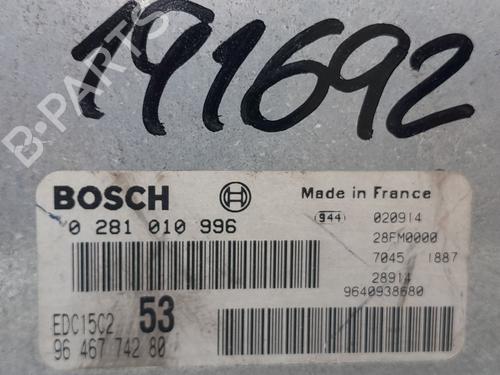 191692
B-PARTS
BOSCH
Made in France
0 281 010 996
944 020914
28FM0000
7045 1887
28914
9640938680
EDC15C2 53
96 467 742 80